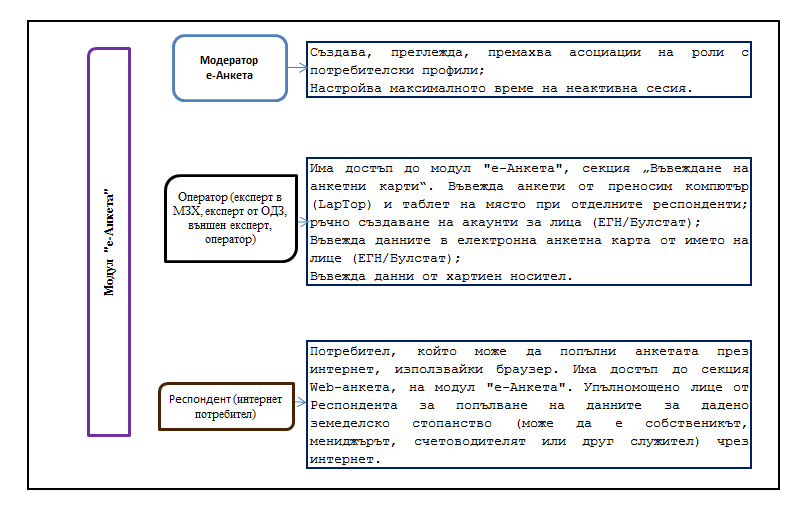 Модул "е-Анкета"
Модератор
е-Анкета
Създава, преглежда, премахва асоциации на роли с
потребителски профили;
Настройва максималното време на неактивна сесия.
Оператор (експерт в
МЗХ, експерт от ОДЗ,
външен експерт,
оператор)
Има достъп до модул "е-Анкета", секция „Въвеждане на
анкетни карти“. Въвежда анкети от преносим компютър
(LapTop) и таблет на място при отделните респонденти;
ръчно създаване на акаунти за лица (ЕГН/Булстат);
Въвежда данните в електронна анкетна карта от името на
лице (ЕГН/Булстат);
Въвежда данни от хартиен носител.
Респондент (интернет
потребител)
Потребител, който може да попълни анкетата през
интернет, използвайки браузер. Има достъп до секция
Web-анкета, на модул "е-Анкета". Упълномощено лице от
Респондента за попълване на данните за дадено
земеделско стопанство (може да е собственикът,
мениджърът, счетоводителят или друг служител) чрез
интернет.